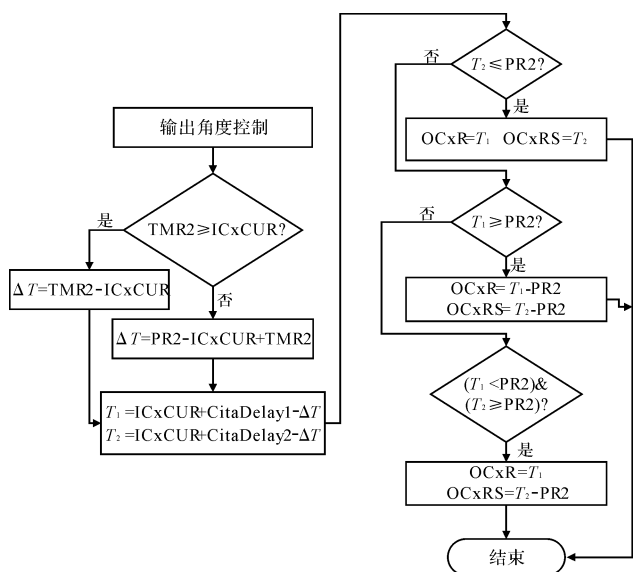 输出角度控制
TMR2≥ICxCUR?
是
ΔT=TMR2-ICxCUR
否
ΔT=PR2-ICxCUR+TMR2
T₁=ICxCUR+CitaDelay1-ΔT
T₂=ICxCUR+CitaDelay2-ΔT
T₂≤PR2?
否
是
OCxR=T₁ OCxRS=T₂
T₁≥PR2?
否
是
OCxR=T₁-PR2
OCxRS=T₂-PR2
(T₁<PR2)&
(T₂≥PR2)?
是
OCxR=T₁
OCxRS=T₂-PR2
结束